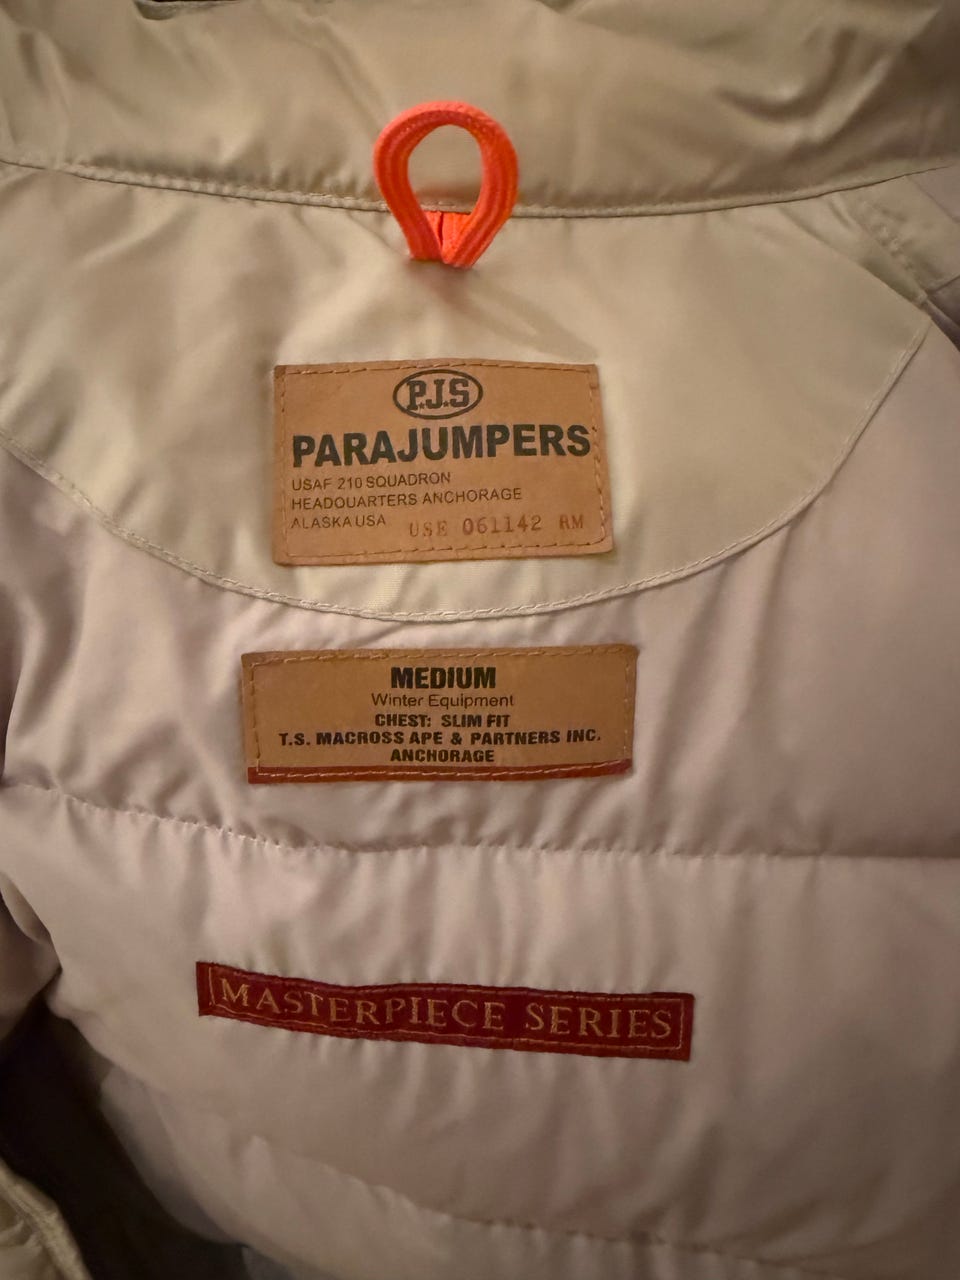 P.J.S
PARAJUMPERS
USAF 210 SQUADRON
HEADQUARTERS ANCHORAGE
ALASKA USA USE 061142 RM
MEDIUM
Winter Equipment
CHEST: SLIM FIT
T.S. MACROSS APE & PARTNERS INC.
ANCHORAGE
MASTERPIECE SERIES